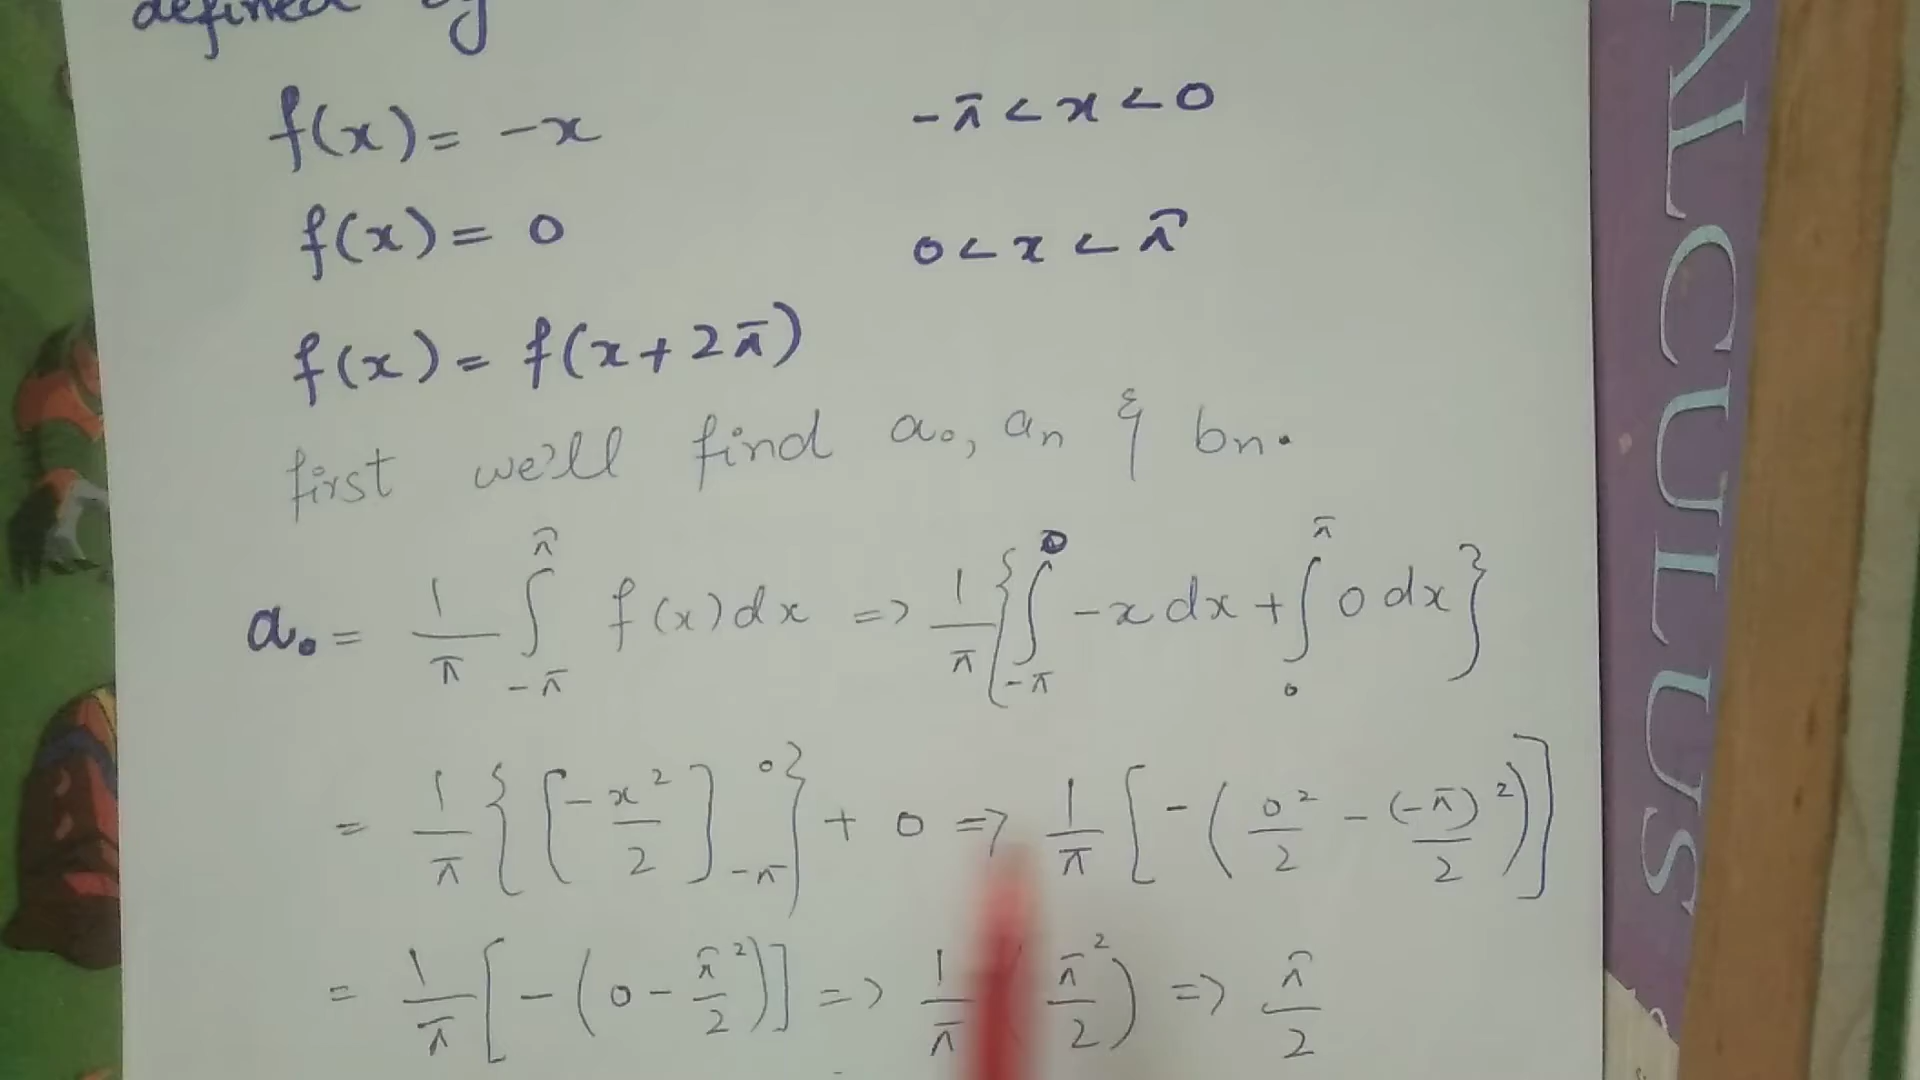 defined by
f(x) = -x    -π < x < 0
f(x) = 0    0 < x < π
f(x) = f(x+2π)
first we'll find a₀, aₙ & bₙ.
a₀ = 1/π ∫_{-π}^{π} f(x)dx => 1/π {∫_{-π}^{0} -x dx + ∫_{0}^{π} 0 dx}
= 1/π {[-x²/2]_{-π}^{0}} + 0 => 1/π [-(0²/2 - (-π)²/2)]
= 1/π [-(0 - π²/2)] => 1/π (π²/2) => π/2
ALCULUS